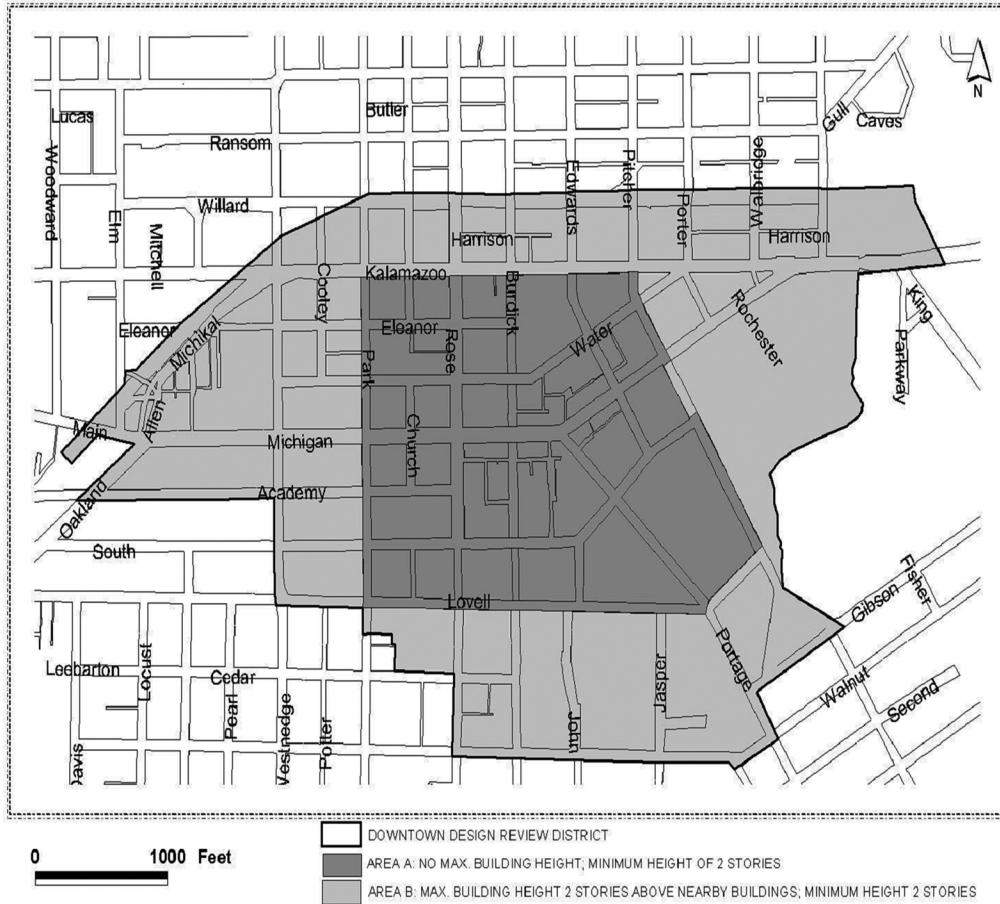 N
Lucas
Butler
Gull
Caves
Ransom
Woodward
Edwards
Pitcher
Walbridge
Willard
Elm
Mitchell
Porter
Harrison
Harrison
Cooley
Kalamazoo
Burdick
King
Eleanor
Michikal
Eleanor
Rose
Water
Rochester
Parkway
Park
Allen
Main
Michigan
Church
Academy
Oakland
South
Lovell
Gibson
Fisher
Portage
Leebarton
Locust
Cedar
Jasper
Walnut
Second
Pearl
Westnedge
Potter
John
Davis
0 1000 Feet
DOWNTOWN DESIGN REVIEW DISTRICT
AREA A: NO MAX. BUILDING HEIGHT; MINIMUM HEIGHT OF 2 STORIES
AREA B: MAX. BUILDING HEIGHT 2 STORIES ABOVE NEARBY BUILDINGS; MINIMUM HEIGHT 2 STORIES